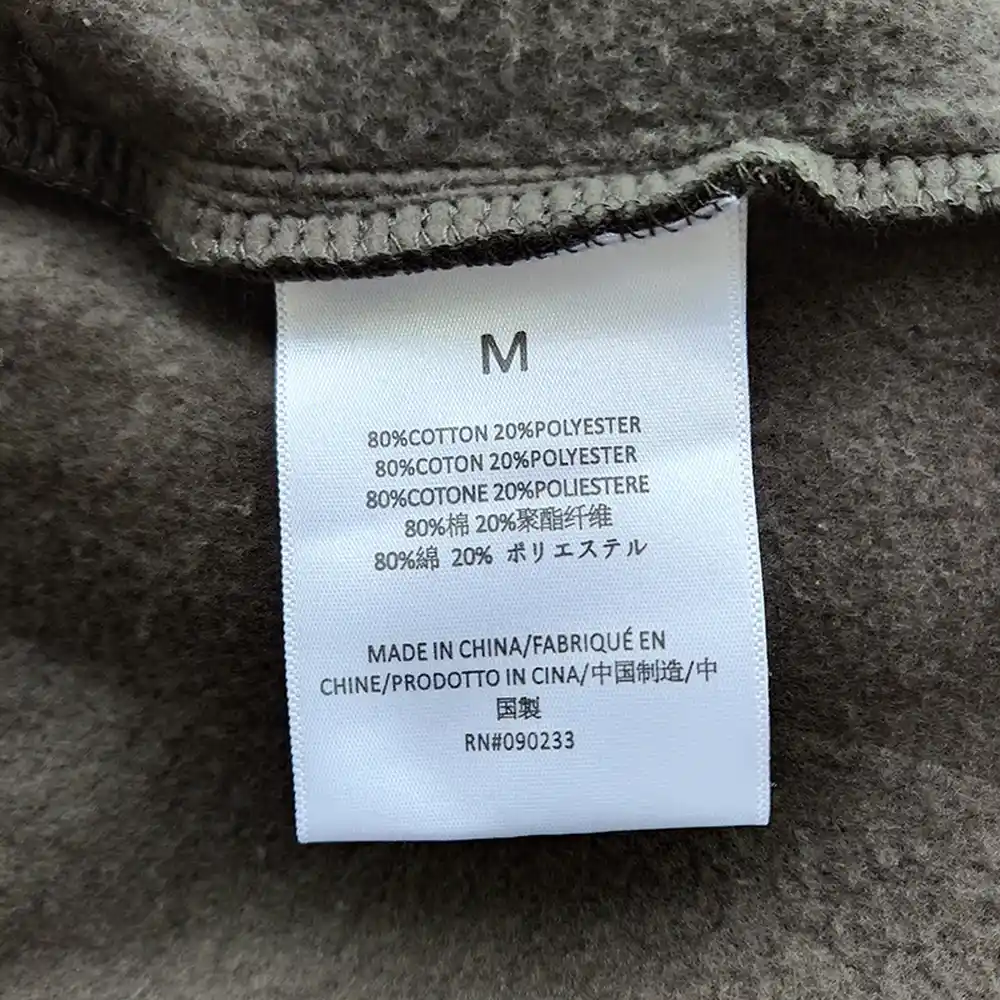 M
80%COTTON 20%POLYESTER
80%COTON 20%POLYESTER
80%COTONE 20%POLIESTERE
80%棉 20%聚酯纤维
80%綿 20% ポリエステル
MADE IN CHINA/FABRIQUÉ EN
CHINE/PRODOTTO IN CINA/中国制造/中
国製
RN#090233